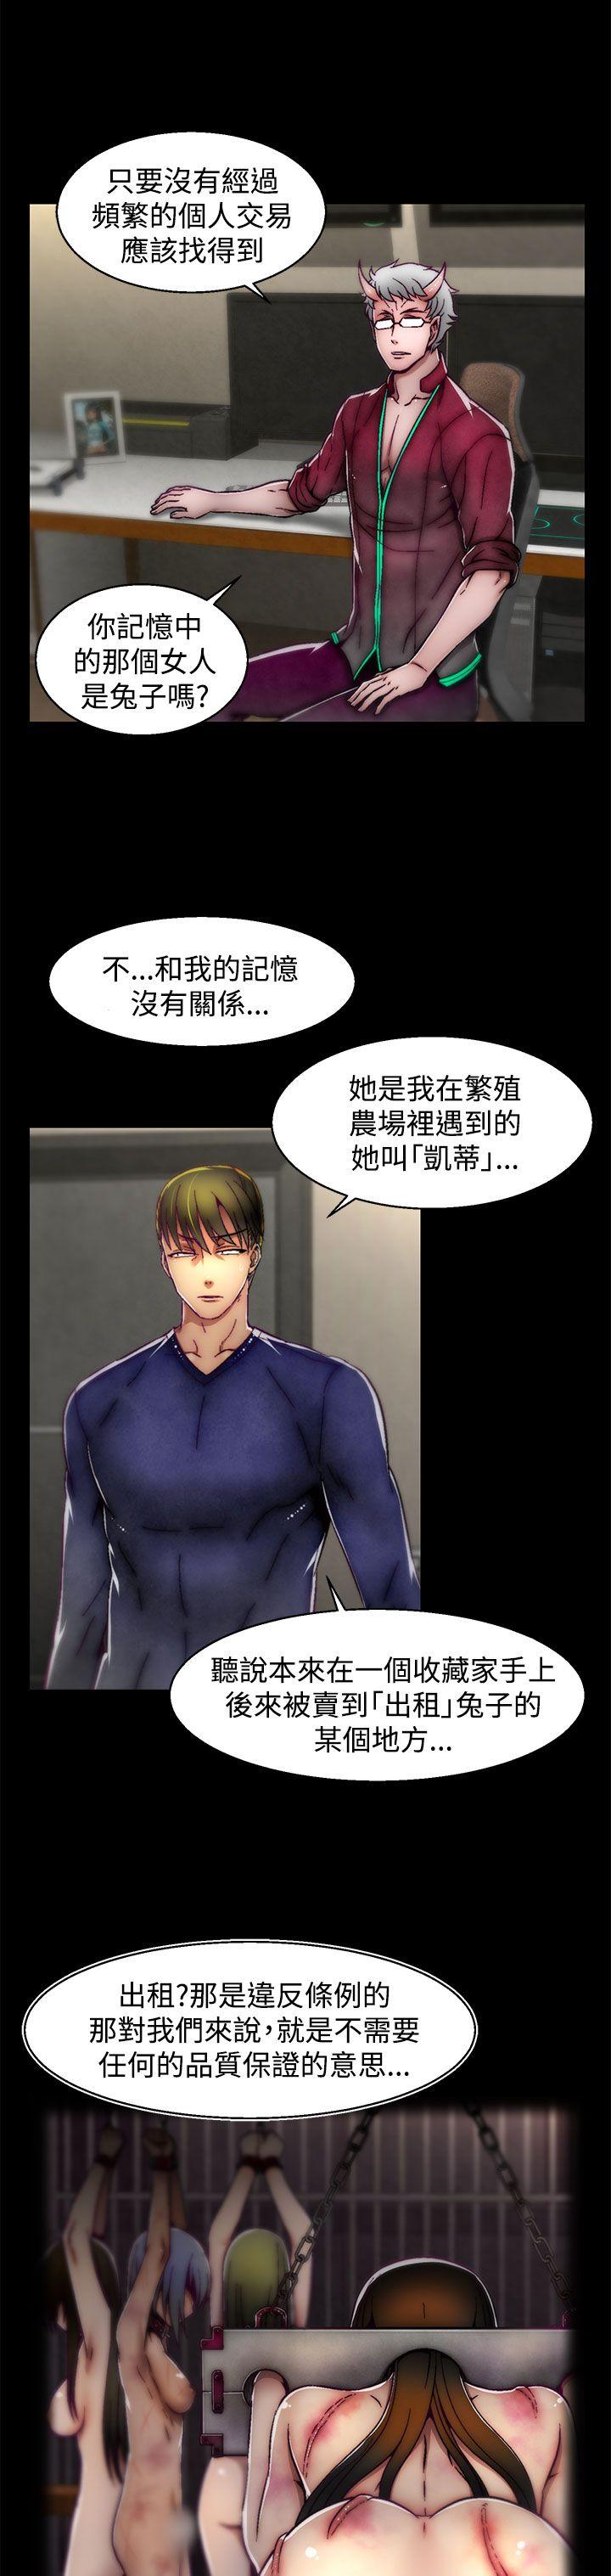 只要沒有經過
頻繁的個人交易
應該找得到
你記憶中
的那個女人
是兔子嗎?
不...和我的記憶
沒有關係...
她是我在繁殖
農場裡遇到的
她叫「凱蒂」...
聽說本來在一個收藏家手上
後來被賣到「出租」兔子的
某個地方...
出租?那是違反條例的
那對我們來說,就是不需要
任何的品質保證的意思...